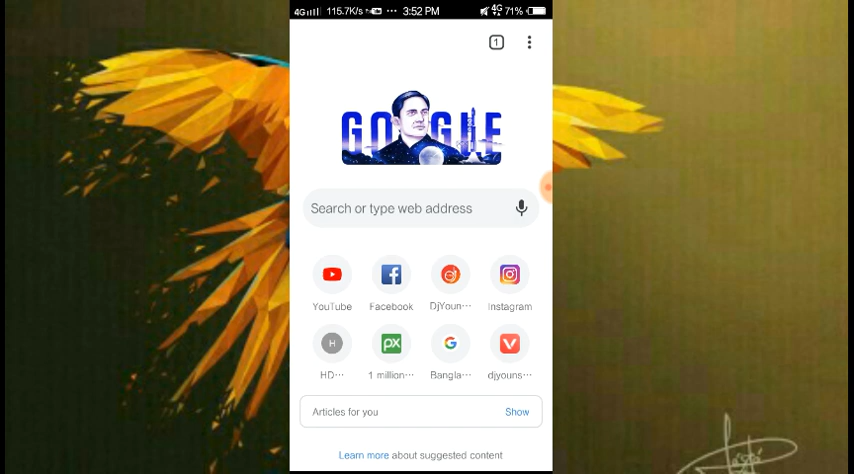 4G 115.7K/s ··· 3:52 PM 4G 71%
1
GOOGLE
Search or type web address
YouTube Facebook DjYoun··· Instagram
H px
HD··· 1 million··· Bangla··· djyouns···
Articles for you Show
Learn more about suggested content